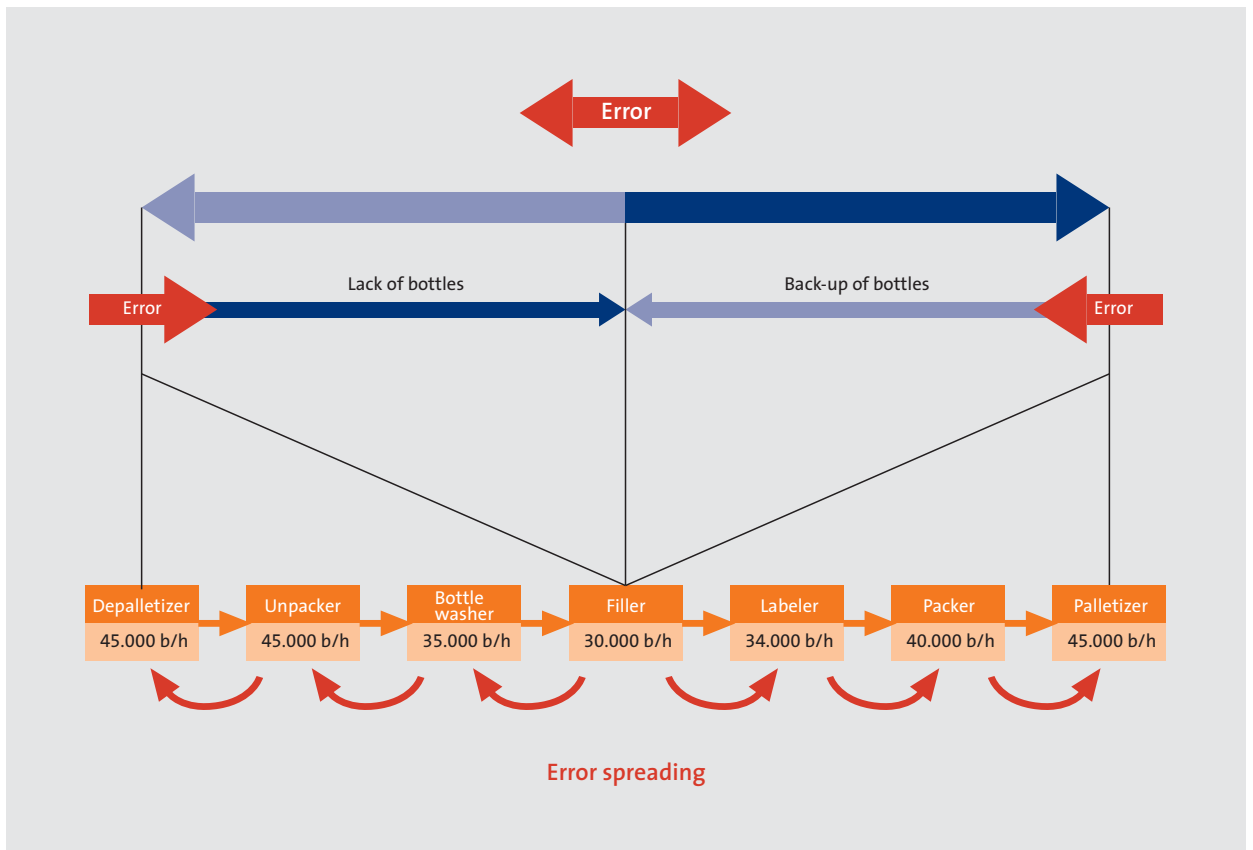 Error
Lack of bottles
Back-up of bottles
Error
Error
Depalletizer
Unpacker
Bottle
washer
Filler
Labeler
Packer
Palletizer
45.000 b/h
45.000 b/h
35.000 b/h
30.000 b/h
34.000 b/h
40.000 b/h
45.000 b/h
Error spreading